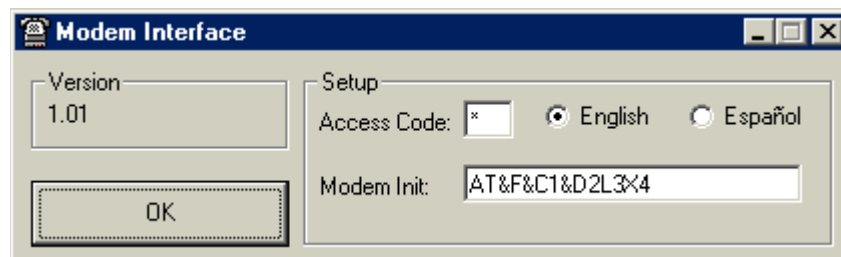 Modem Interface
Version
1.01
OK
Setup
Access Code: * English Español
Modem Init: AT&F&C1&D2L3X4